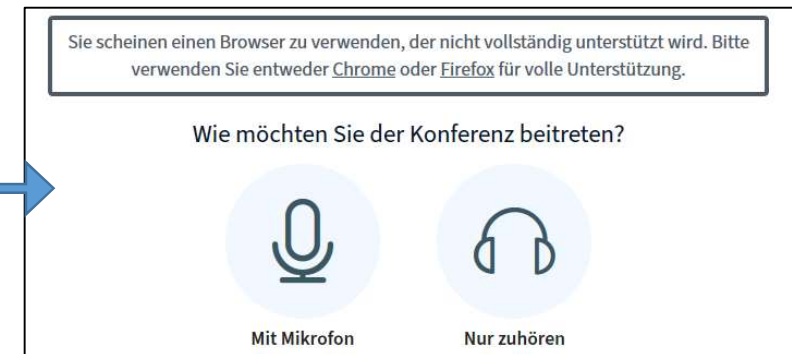 Sie scheinen einen Browser zu verwenden, der nicht vollständig unterstützt wird. Bitte
verwenden Sie entweder Chrome oder Firefox für volle Unterstützung.
Wie möchten Sie der Konferenz beitreten?
Mit Mikrofon
Nur zuhören